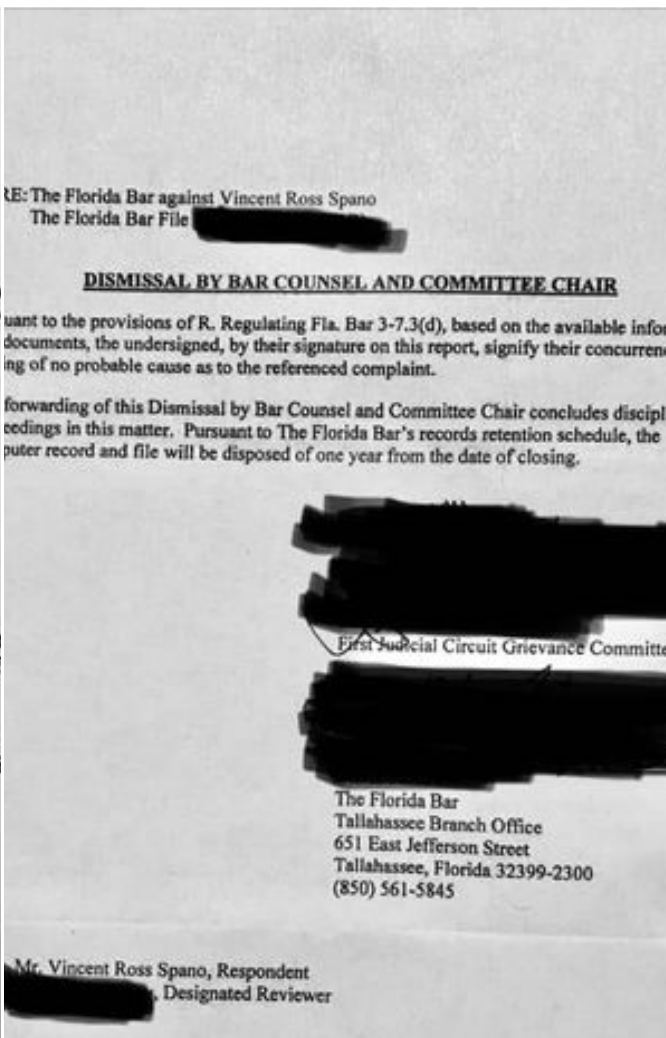 RE: The Florida Bar against Vincent Ross Spano
The Florida Bar File
DISMISSAL BY BAR COUNSEL AND COMMITTEE CHAIR
uant to the provisions of R. Regulating Fla. Bar 3-7.3(d), based on the available infor
documents, the undersigned, by their signature on this report, signify their concurren
ing of no probable cause as to the referenced complaint.
forwarding of this Dismissal by Bar Counsel and Committee Chair concludes discipl
eedings in this matter. Pursuant to The Florida Bar's records retention schedule, the
puter record and file will be disposed of one year from the date of closing.
First Judicial Circuit Grievance Committe
The Florida Bar
Tallahassee Branch Office
651 East Jefferson Street
Tallahassee, Florida 32399-2300
(850) 561-5845
Mr. Vincent Ross Spano, Respondent
, Designated Reviewer